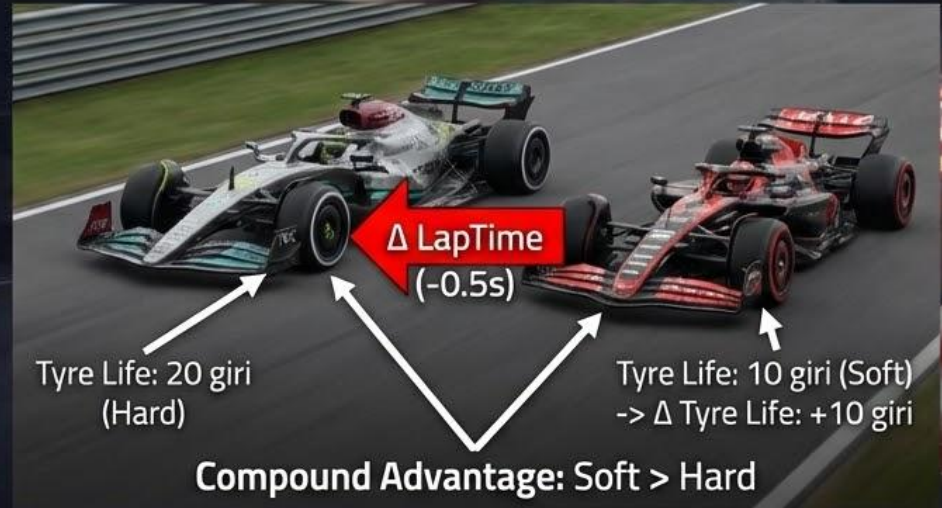 Δ LapTime
(-0.5s)
Tyre Life: 20 giri
(Hard)
Tyre Life: 10 giri (Soft)
-> Δ Tyre Life: +10 giri
Compound Advantage: Soft > Hard